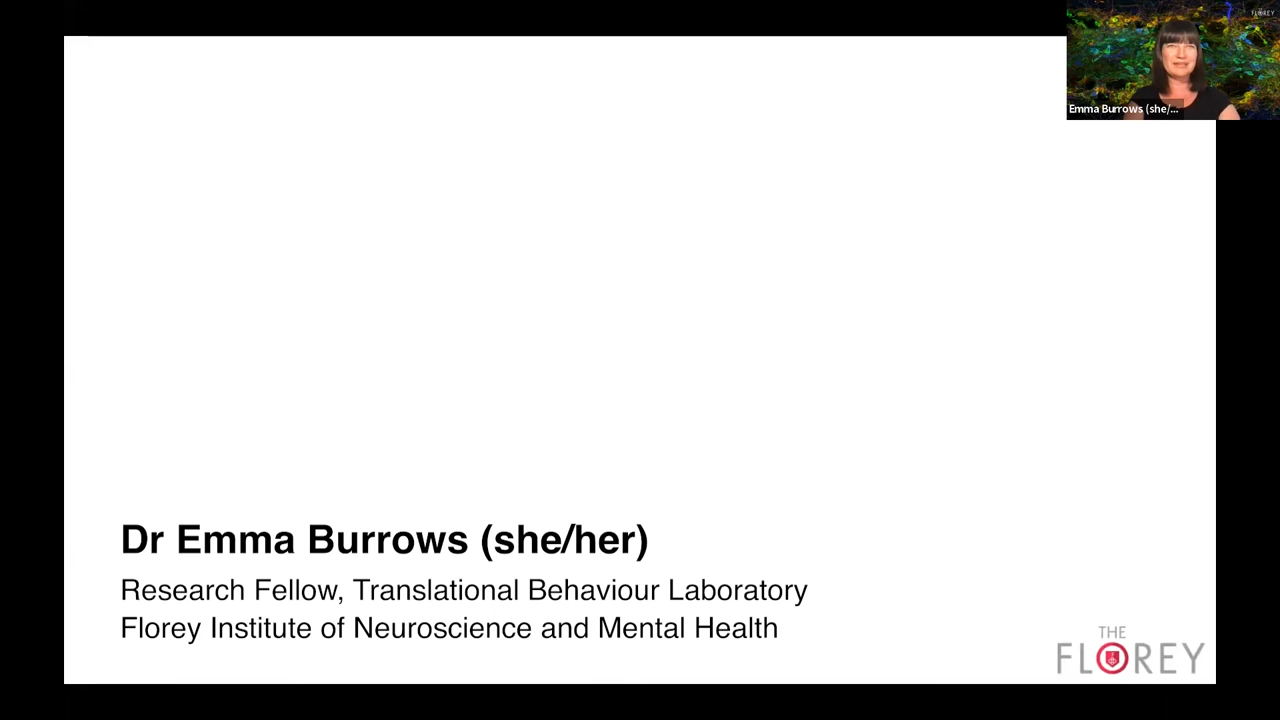 FLOREY
Emma Burrows (she/...
Dr Emma Burrows (she/her)
Research Fellow, Translational Behaviour Laboratory
Florey Institute of Neuroscience and Mental Health
THE
FLOREY